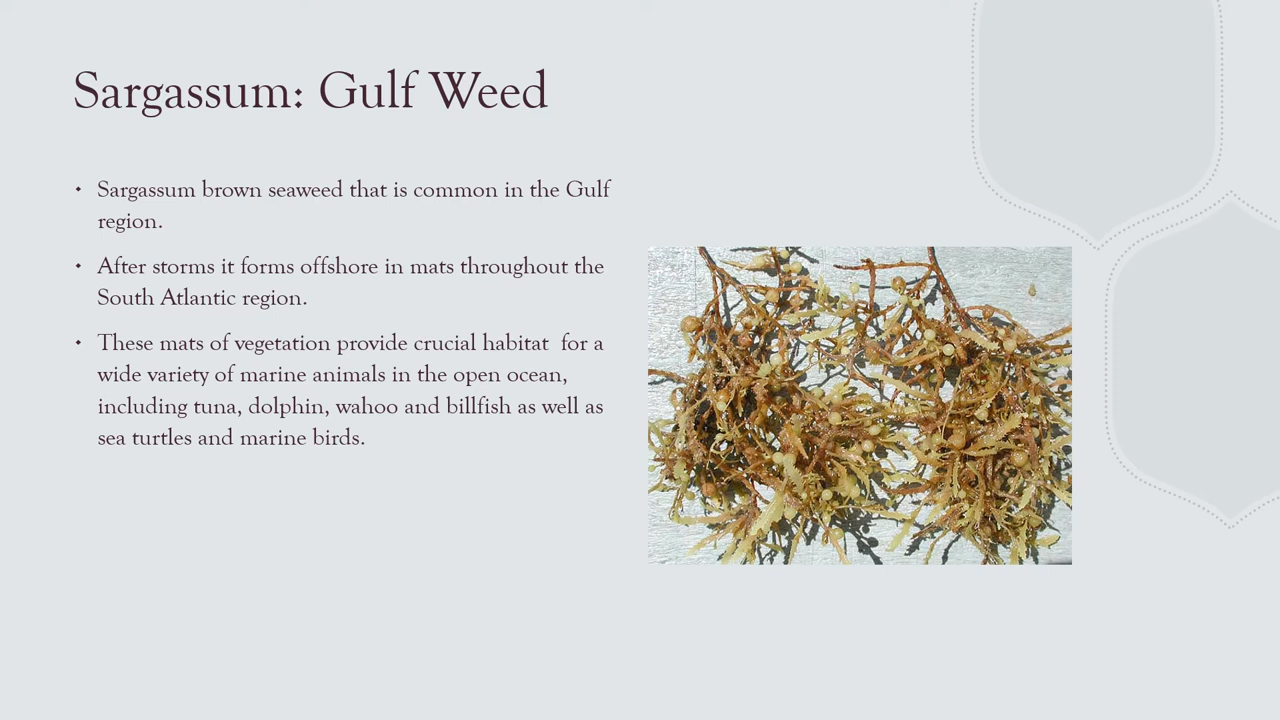 Sargassum: Gulf Weed
• Sargassum brown seaweed that is common in the Gulf
region.
• After storms it forms offshore in mats throughout the
South Atlantic region.
• These mats of vegetation provide crucial habitat  for a
wide variety of marine animals in the open ocean,
including tuna, dolphin, wahoo and billfish as well as
sea turtles and marine birds.